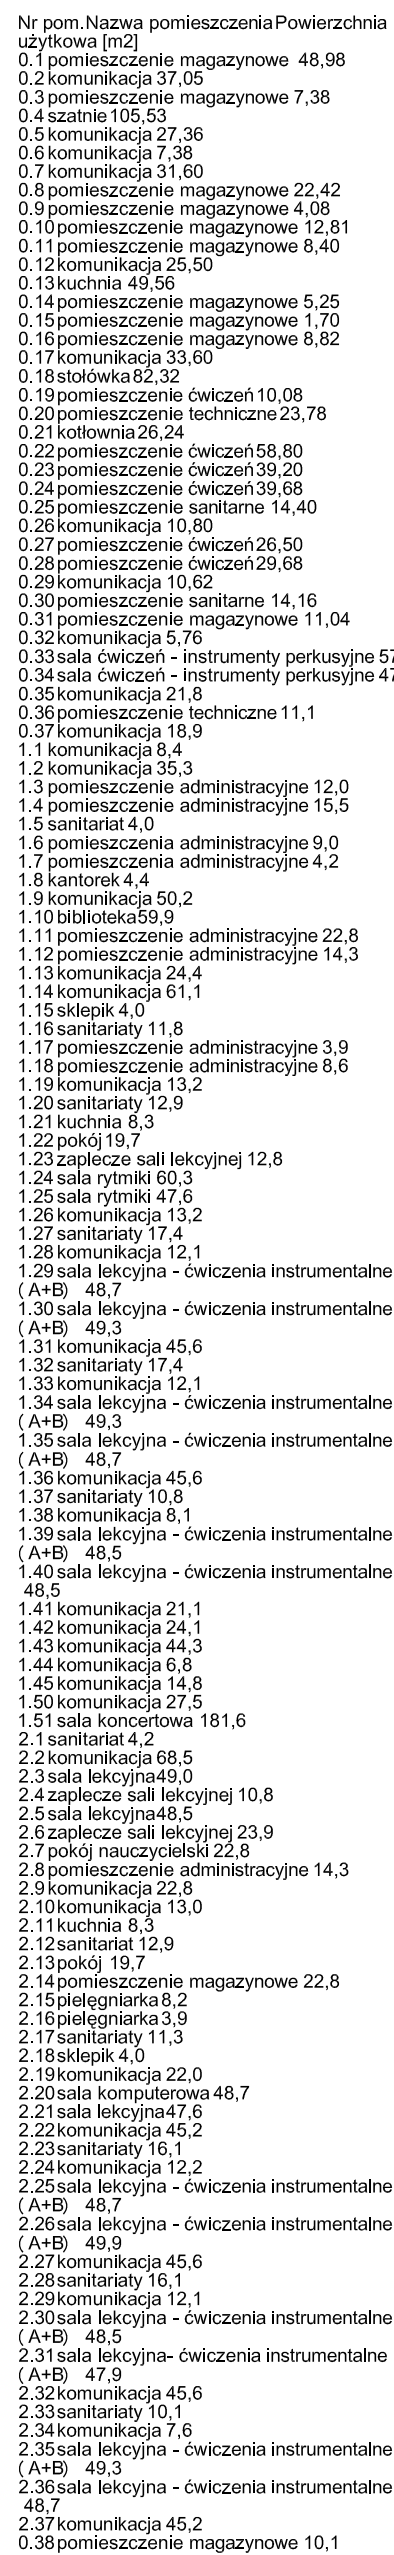 Nr pom. Nazwa pomieszczenia Powierzchnia
użytkowa [m2]
0.1 pomieszczenie magazynowe 48,98
0.2 komunikacja 37,05
0.3 pomieszczenie magazynowe 7,38
0.4 szatnie 105,53
0.5 komunikacja 27,36
0.6 komunikacja 7,38
0.7 komunikacja 31,60
0.8 pomieszczenie magazynowe 22,42
0.9 pomieszczenie magazynowe 4,08
0.10 pomieszczenie magazynowe 12,81
0.11 pomieszczenie magazynowe 8,40
0.12 komunikacja 25,50
0.13 kuchnia 49,56
0.14 pomieszczenie magazynowe 5,25
0.15 pomieszczenie magazynowe 1,70
0.16 pomieszczenie magazynowe 8,82
0.17 komunikacja 33,60
0.18 stołówka 82,32
0.19 pomieszczenie ćwiczeń 10,08
0.20 pomieszczenie techniczne 23,78
0.21 kotłownia 26,24
0.22 pomieszczenie ćwiczeń 58,80
0.23 pomieszczenie ćwiczeń 39,20
0.24 pomieszczenie ćwiczeń 39,68
0.25 pomieszczenie sanitarne 14,40
0.26 komunikacja 10,80
0.27 pomieszczenie ćwiczeń 26,50
0.28 pomieszczenie ćwiczeń 29,68
0.29 komunikacja 10,62
0.30 pomieszczenie sanitarne 14,16
0.31 pomieszczenie magazynowe 11,04
0.32 komunikacja 5,76
0.33 sala ćwiczeń - instrumenty perkusyjne 57
0.34 sala ćwiczeń - instrumenty perkusyjne 47
0.35 komunikacja 21,8
0.36 pomieszczenie techniczne 11,1
0.37 komunikacja 18,9
1.1 komunikacja 8,4
1.2 komunikacja 35,3
1.3 pomieszczenie administracyjne 12,0
1.4 pomieszczenie administracyjne 15,5
1.5 sanitariat 4,0
1.6 pomieszczenia administracyjne 9,0
1.7 pomieszczenia administracyjne 4,2
1.8 kantorek 4,4
1.9 komunikacja 50,2
1.10 biblioteka 59,9
1.11 pomieszczenie administracyjne 22,8
1.12 pomieszczenie administracyjne 14,3
1.13 komunikacja 24,4
1.14 komunikacja 61,1
1.15 sklepik 4,0
1.16 sanitariaty 11,8
1.17 pomieszczenie administracyjne 3,9
1.18 pomieszczenie administracyjne 8,6
1.19 komunikacja 13,2
1.20 sanitariaty 12,9
1.21 kuchnia 8,3
1.22 pokój 19,7
1.23 zaplecze sali lekcyjnej 12,8
1.24 sala rytmiki 60,3
1.25 sala rytmiki 47,6
1.26 komunikacja 13,2
1.27 sanitariaty 17,4
1.28 komunikacja 12,1
1.29 sala lekcyjna - ćwiczenia instrumentalne
( A+B) 48,7
1.30 sala lekcyjna - ćwiczenia instrumentalne
( A+B) 49,3
1.31 komunikacja 45,6
1.32 sanitariaty 17,4
1.33 komunikacja 12,1
1.34 sala lekcyjna - ćwiczenia instrumentalne
( A+B) 49,3
1.35 sala lekcyjna - ćwiczenia instrumentalne
( A+B) 48,7
1.36 komunikacja 45,6
1.37 sanitariaty 10,8
1.38 komunikacja 8,1
1.39 sala lekcyjna - ćwiczenia instrumentalne
( A+B) 48,5
1.40 sala lekcyjna - ćwiczenia instrumentalne
48,5
1.41 komunikacja 21,1
1.42 komunikacja 24,1
1.43 komunikacja 44,3
1.44 komunikacja 6,8
1.45 komunikacja 14,8
1.50 komunikacja 27,5
1.51 sala koncertowa 181,6
2.1 sanitariat 4,2
2.2 komunikacja 68,5
2.3 sala lekcyjna 49,0
2.4 zaplecze sali lekcyjnej 10,8
2.5 sala lekcyjna 48,5
2.6 zaplecze sali lekcyjnej 23,9
2.7 pokój nauczycielski 22,8
2.8 pomieszczenie administracyjne 14,3
2.9 komunikacja 22,8
2.10 komunikacja 13,0
2.11 kuchnia 8,3
2.12 sanitariat 12,9
2.13 pokój 19,7
2.14 pomieszczenie magazynowe 22,8
2.15 pielęgniarka 8,2
2.16 pielęgniarka 3,9
2.17 sanitariaty 11,3
2.18 sklepik 4,0
2.19 komunikacja 22,0
2.20 sala komputerowa 48,7
2.21 sala lekcyjna 47,6
2.22 komunikacja 45,2
2.23 sanitariaty 16,1
2.24 komunikacja 12,2
2.25 sala lekcyjna - ćwiczenia instrumentalne
( A+B) 48,7
2.26 sala lekcyjna - ćwiczenia instrumentalne
( A+B) 49,9
2.27 komunikacja 45,6
2.28 sanitariaty 16,1
2.29 komunikacja 12,1
2.30 sala lekcyjna - ćwiczenia instrumentalne
( A+B) 48,5
2.31 sala lekcyjna- ćwiczenia instrumentalne
( A+B) 47,9
2.32 komunikacja 45,6
2.33 sanitariaty 10,1
2.34 komunikacja 7,6
2.35 sala lekcyjna - ćwiczenia instrumentalne
( A+B) 49,3
2.36 sala lekcyjna - ćwiczenia instrumentalne
48,7
2.37 komunikacja 45,2
0.38 pomieszczenie magazynowe 10,1